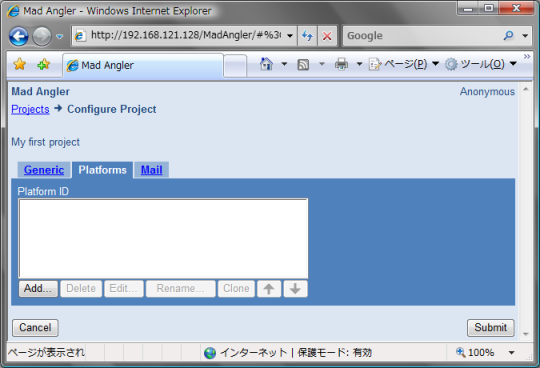 Mad Angler - Windows Internet Explorer
http://192.168.121.128/MadAngler/#%3C
Google
Mad Angler
ページ(P)
ツール(O)
Mad Angler
Anonymous
Projects → Configure Project
My first project
Generic
Platforms
Mail
Platform ID
Add...
Delete
Edit...
Rename...
Clone
Cancel
Submit
ページが表示され
インターネット | 保護モード: 有効
100%